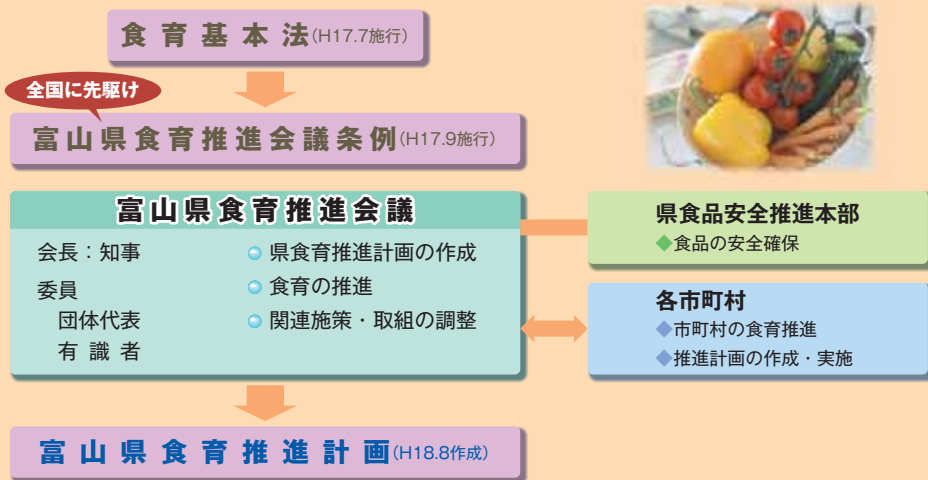 食育基本法(H17.7施行)
全国に先駆け
富山県食育推進会議条例(H17.9施行)
富山県食育推進会議
会長：知事
委員
団体代表
有識者
県食育推進計画の作成
食育の推進
関連施策・取組の調整
県食品安全推進本部
◆食品の安全確保
各市町村
◆市町村の食育推進
◆推進計画の作成・実施
富山県食育推進計画(H18.8作成)